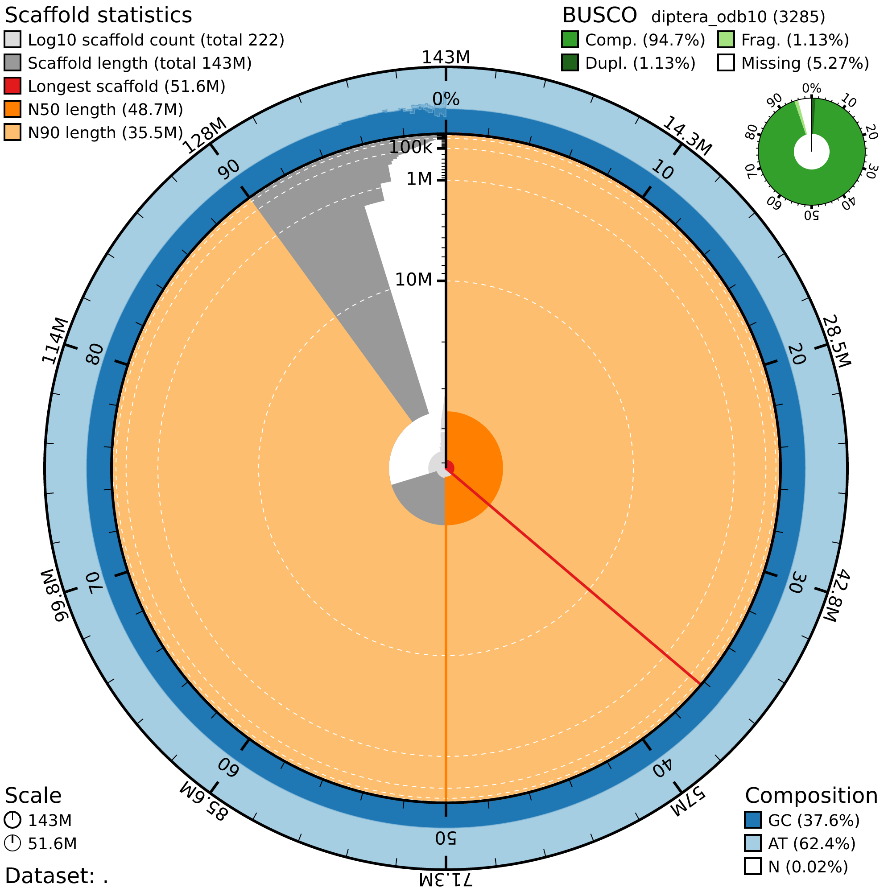 Scaffold statistics
Log10 scaffold count (total 222)
Scaffold length (total 143M)
Longest scaffold (51.6M)
N50 length (48.7M)
N90 length (35.5M)
BUSCO diptera_odb10 (3285)
Comp. (94.7%) Frag. (1.13%)
Dupl. (1.13%) Missing (5.27%)
0%
10
20
30
40
50
60
70
80
90
143M
14.3M
28.5M
42.8M
57M
71.3M
85.6M
99.8M
114M
128M
0%
10
20
30
40
50
60
70
80
90
100k
1M
10M
Scale
143M
51.6M
Dataset: .
Composition
GC (37.6%)
AT (62.4%)
N (0.02%)